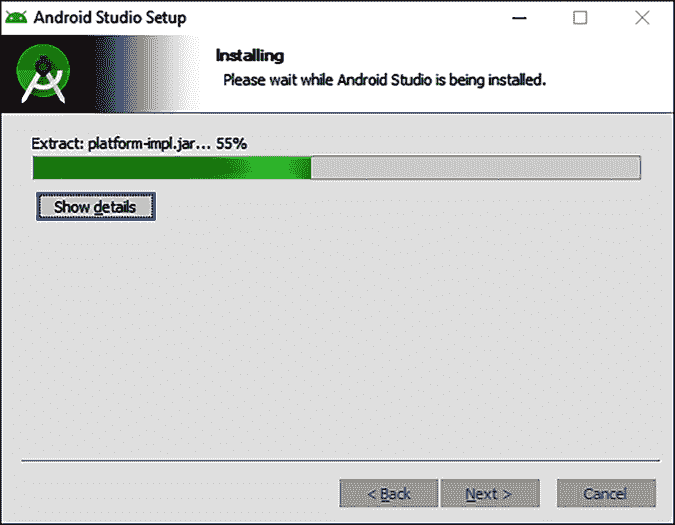 Android Studio Setup
Installing
Please wait while Android Studio is being installed.
Extract: platform-impl.jar... 55%
Show details
< Back Next > Cancel